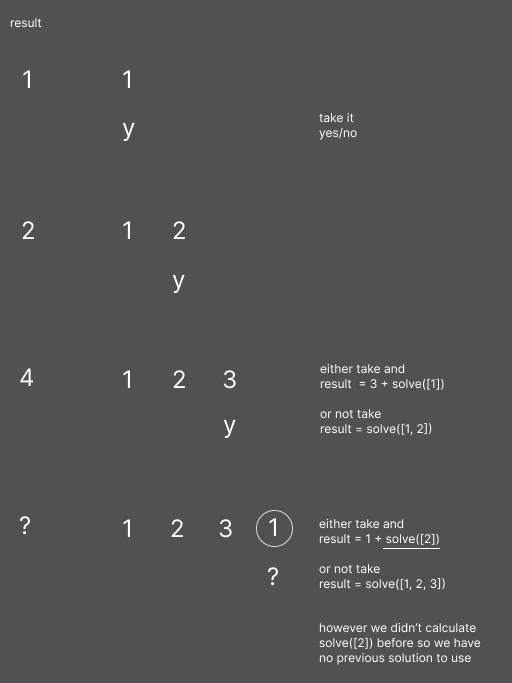 result
1 1
y
take it
yes/no
2 1 2
y
4 1 2 3
y
either take and
result = 3 + solve([1])
or not take
result = solve([1, 2])
? 1 2 3 1
?
either take and
result = 1 + solve([2])
or not take
result = solve([1, 2, 3])
however we didn't calculate
solve([2]) before so we have
no previous solution to use